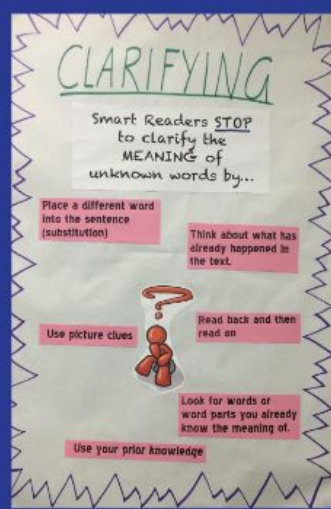 CLARIFYING
Smart Readers STOP
to clarify the
MEANING of
unknown words by...
Place a different word
into the sentence
(substitution)
Think about what has
already happened in
the text.
Use picture clues
Read back and then
read on
Look for words or
word parts you already
know the meaning of.
Use your prior knowledge